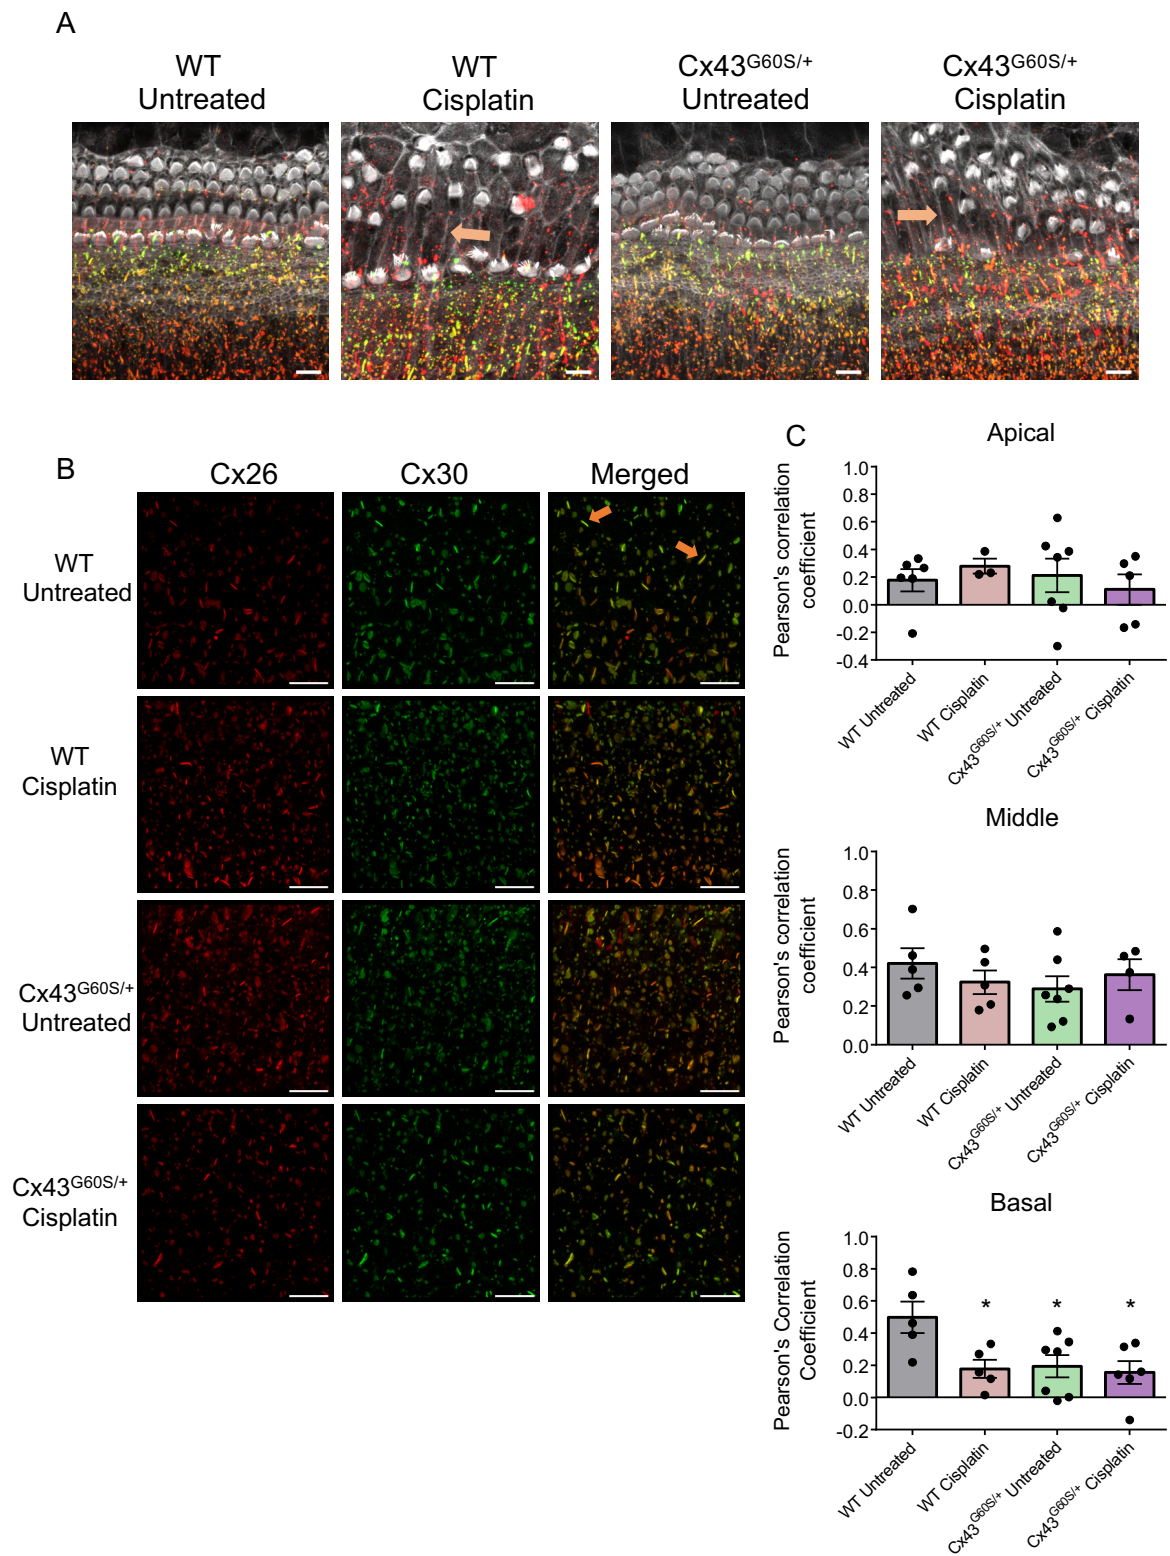 A
WT
Untreated
WT
Cisplatin
Cx43G60S/+
Untreated
Cx43G60S/+
Cisplatin
B
Cx26
Cx30
Merged
WT
Untreated
WT
Cisplatin
Cx43G60S/+
Untreated
Cx43G60S/+
Cisplatin
C
Apical
Pearson's correlation
coefficient
1.0
0.8
0.6
0.4
0.2
0.0
-0.2
-0.4
WT Untreated
WT Cisplatin
Cx43G60S/+ Untreated
Cx43G60S/+ Cisplatin
Middle
Pearson's correlation
coefficient
1.0
0.8
0.6
0.4
0.2
0.0
WT Untreated
WT Cisplatin
Cx43G60S/+ Untreated
Cx43G60S/+ Cisplatin
Basal
Pearson's Correlation
Coefficient
1.0
0.8
0.6
0.4
0.2
0.0
-0.2
* * *
WT Untreated
WT Cisplatin
Cx43G60S/+ Untreated
Cx43G60S/+ Cisplatin